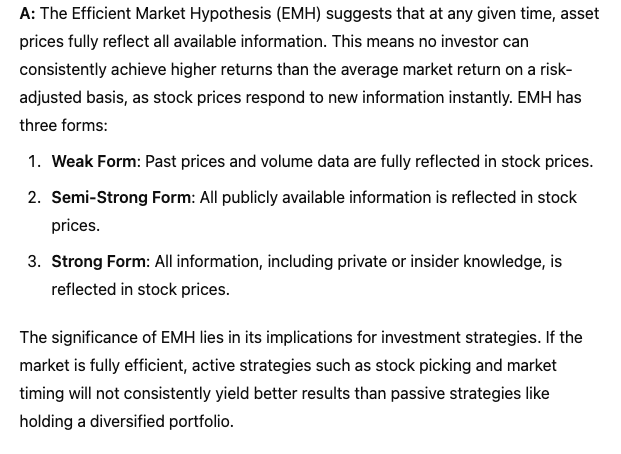 A: The Efficient Market Hypothesis (EMH) suggests that at any given time, asset
prices fully reflect all available information. This means no investor can
consistently achieve higher returns than the average market return on a risk-
adjusted basis, as stock prices respond to new information instantly. EMH has
three forms:
1. Weak Form: Past prices and volume data are fully reflected in stock prices.
2. Semi-Strong Form: All publicly available information is reflected in stock
prices.
3. Strong Form: All information, including private or insider knowledge, is
reflected in stock prices.
The significance of EMH lies in its implications for investment strategies. If the
market is fully efficient, active strategies such as stock picking and market
timing will not consistently yield better results than passive strategies like
holding a diversified portfolio.